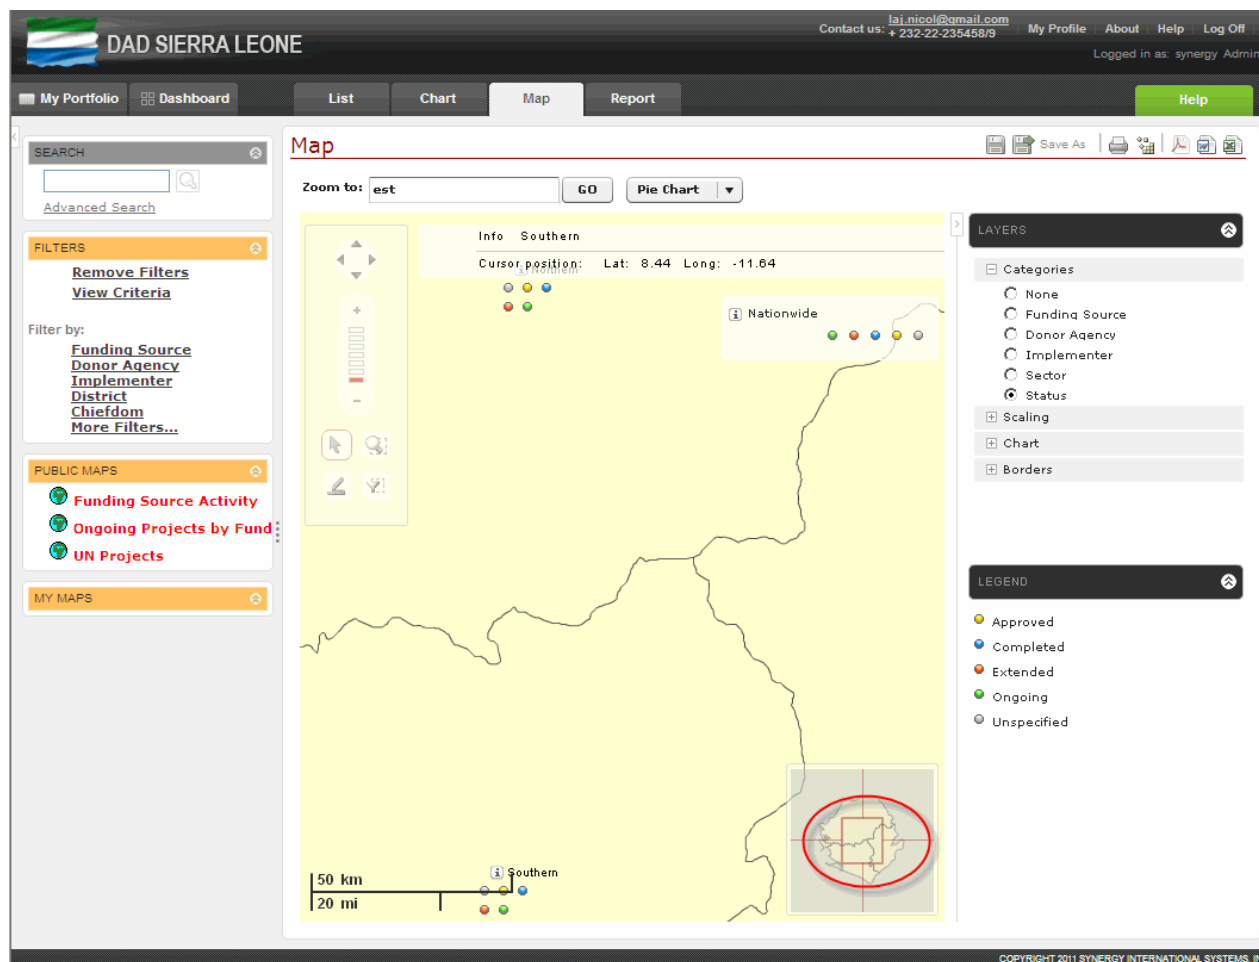 DAD SIERRA LEONE
Contact us: laj.nicol@gmail.com
+ 232-22-235458/9
My Profile About Help Log Off
Logged in as: synergy Admin
My Portfolio Dashboard List Chart Map Report Help
SEARCH
Advanced Search
FILTERS
Remove Filters
View Criteria
Filter by:
Funding Source
Donor Agency
Implementer
District
Chiefdom
More Filters...
PUBLIC MAPS
Funding Source Activity
Ongoing Projects by Fund
UN Projects
MY MAPS
Map
Save As
Zoom to: est GO Pie Chart
Info Southern
Cursor position: Lat: 8.44 Long: -11.64
Northern
Nationwide
Southern
50 km
20 mi
LAYERS
Categories
None
Funding Source
Donor Agency
Implementer
Sector
Status
Scaling
Chart
Borders
LEGEND
Approved
Completed
Extended
Ongoing
Unspecified
COPYRIGHT 2011 SYNERGY INTERNATIONAL SYSTEMS,